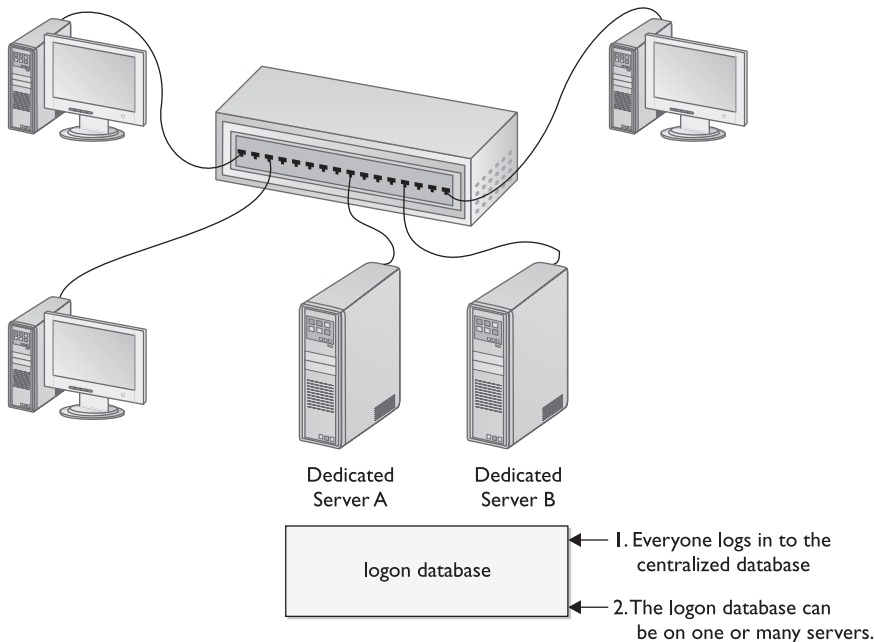 Dedicated
Server A
Dedicated
Server B
logon database
1. Everyone logs in to the
centralized database
2. The logon database can
be on one or many servers.